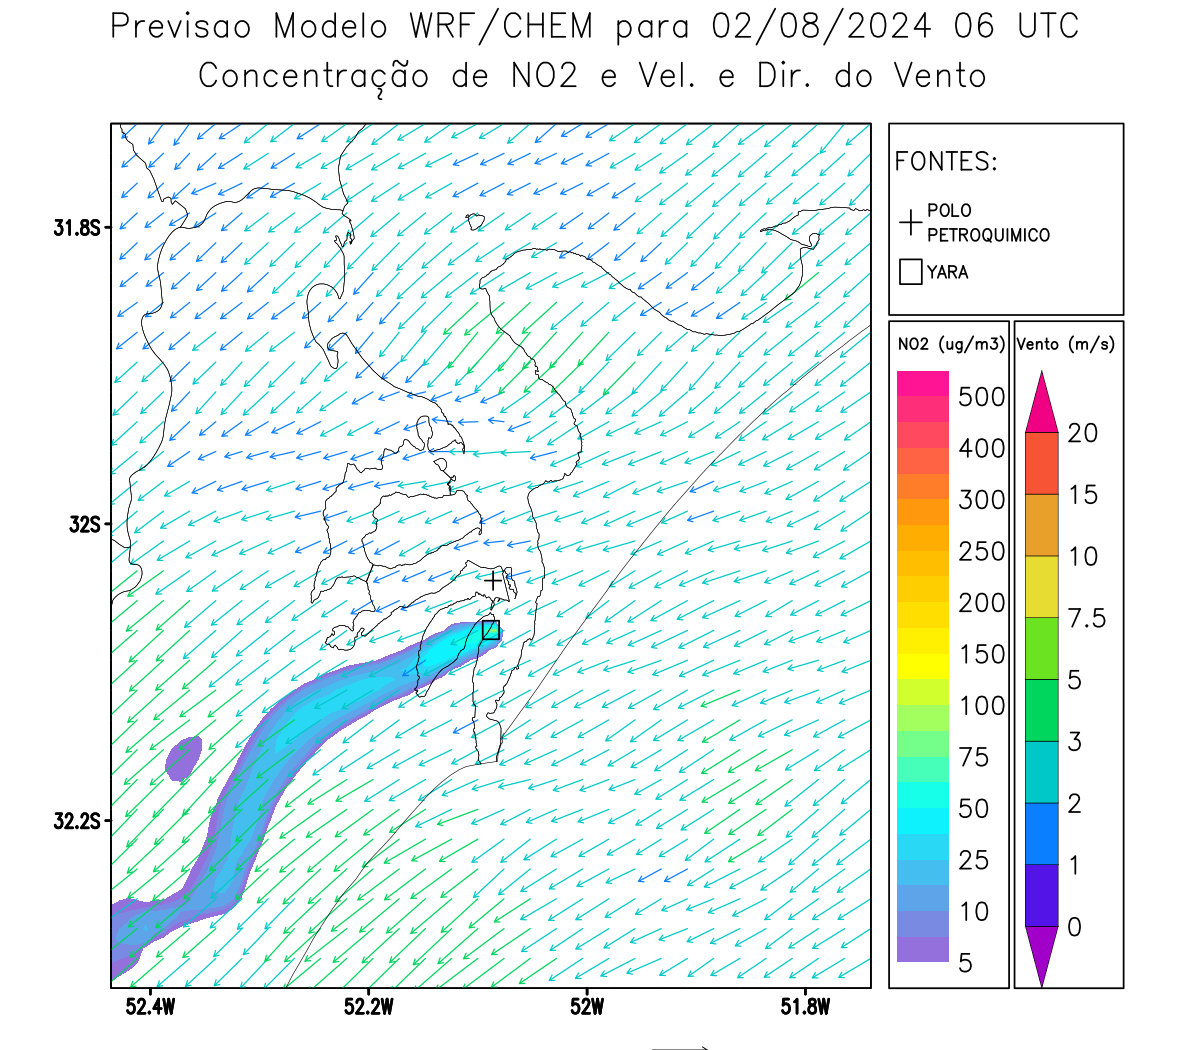 Previsao Modelo WRF/CHEM para 02/08/2024 06 UTC
Concentração de NO2 e Vel. e Dir. do Vento
FONTES:
POLO
PETROQUIMICO
YARA
31.8S
32S
32.2S
52.4W
52.2W
52W
51.8W
NO2 (ug/m3)
500
400
300
250
200
150
100
75
50
25
10
5
Vento (m/s)
20
15
10
7.5
5
3
2
1
0